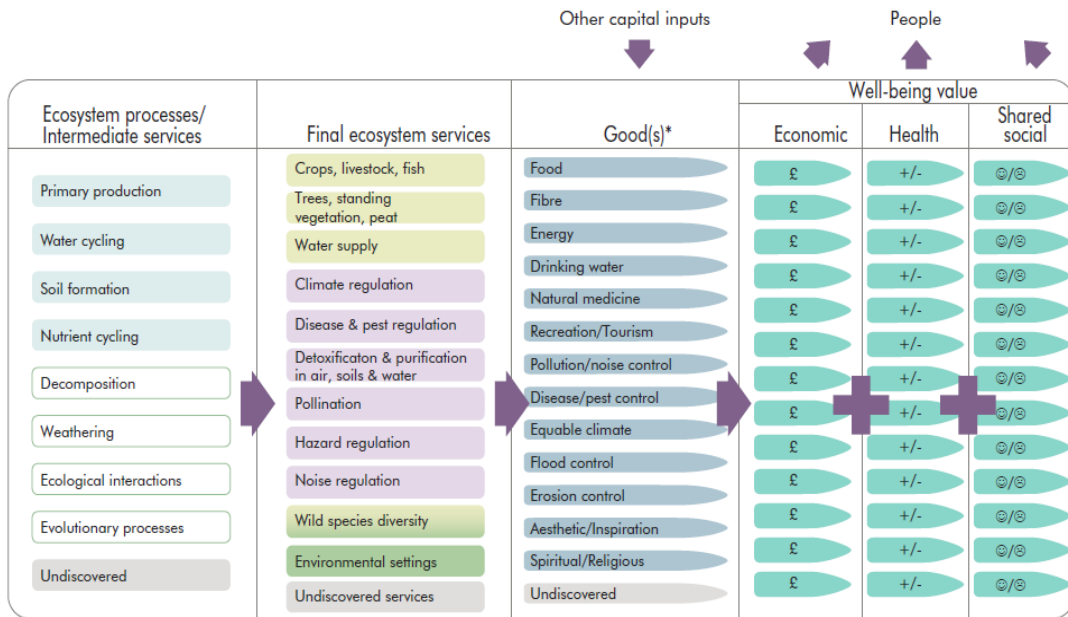 Other capital inputs
People
Ecosystem processes/
Intermediate services
Final ecosystem services
Good(s)*
Well-being value
Economic
Health
Shared
social
Primary production
Water cycling
Soil formation
Nutrient cycling
Decomposition
Weathering
Ecological interactions
Evolutionary processes
Undiscovered
Crops, livestock, fish
Trees, standing
vegetation, peat
Water supply
Climate regulation
Disease & pest regulation
Detoxificaton & purification
in air, soils & water
Pollination
Hazard regulation
Noise regulation
Wild species diversity
Environmental settings
Undiscovered services
Food
Fibre
Energy
Drinking water
Natural medicine
Recreation/Tourism
Pollution/noise control
Disease/pest control
Equable climate
Flood control
Erosion control
Aesthetic/Inspiration
Spiritual/Religious
Undiscovered
£ +/- ☺/☹
£ +/- ☺/☹
£ +/- ☺/☹
£ +/- ☺/☹
£ +/- ☺/☹
£ +/- ☺/☹
£ +/- ☺/☹
£ +/- ☺/☹
£ +/- ☺/☹
£ +/- ☺/☹
£ +/- ☺/☹
£ +/- ☺/☹
£ +/- ☺/☹